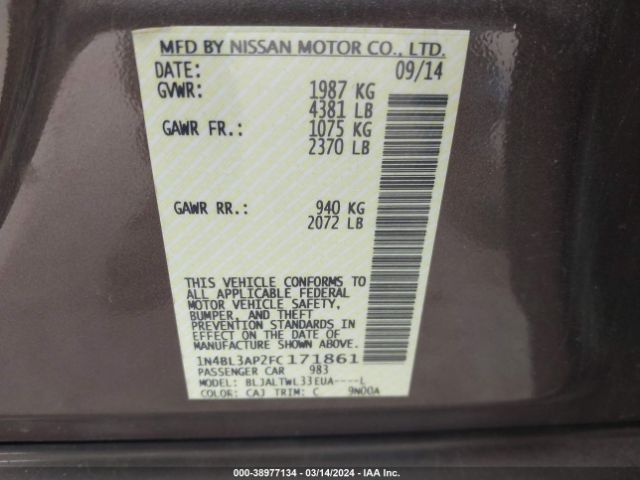 MFD BY NISSAN MOTOR CO., LTD.
DATE: 09/14
GVWR: 1987 KG
4381 LB
GAWR FR.: 1075 KG
2370 LB
GAWR RR.: 940 KG
2072 LB
THIS VEHICLE CONFORMS TO
ALL APPLICABLE FEDERAL
MOTOR VEHICLE SAFETY,
BUMPER, AND THEFT
PREVENTION STANDARDS
IN EFFECT ON THE DATE OF
MANUFACTURE SHOWN ABOVE.
1N4BL3AP2FC171861
PASSENGER CAR 983
MODEL: BLJALTWL33EUA----L
COLOR: CAJ TRIM: C 9N00A
000-38977134 - 03/14/2024 - IAA Inc.